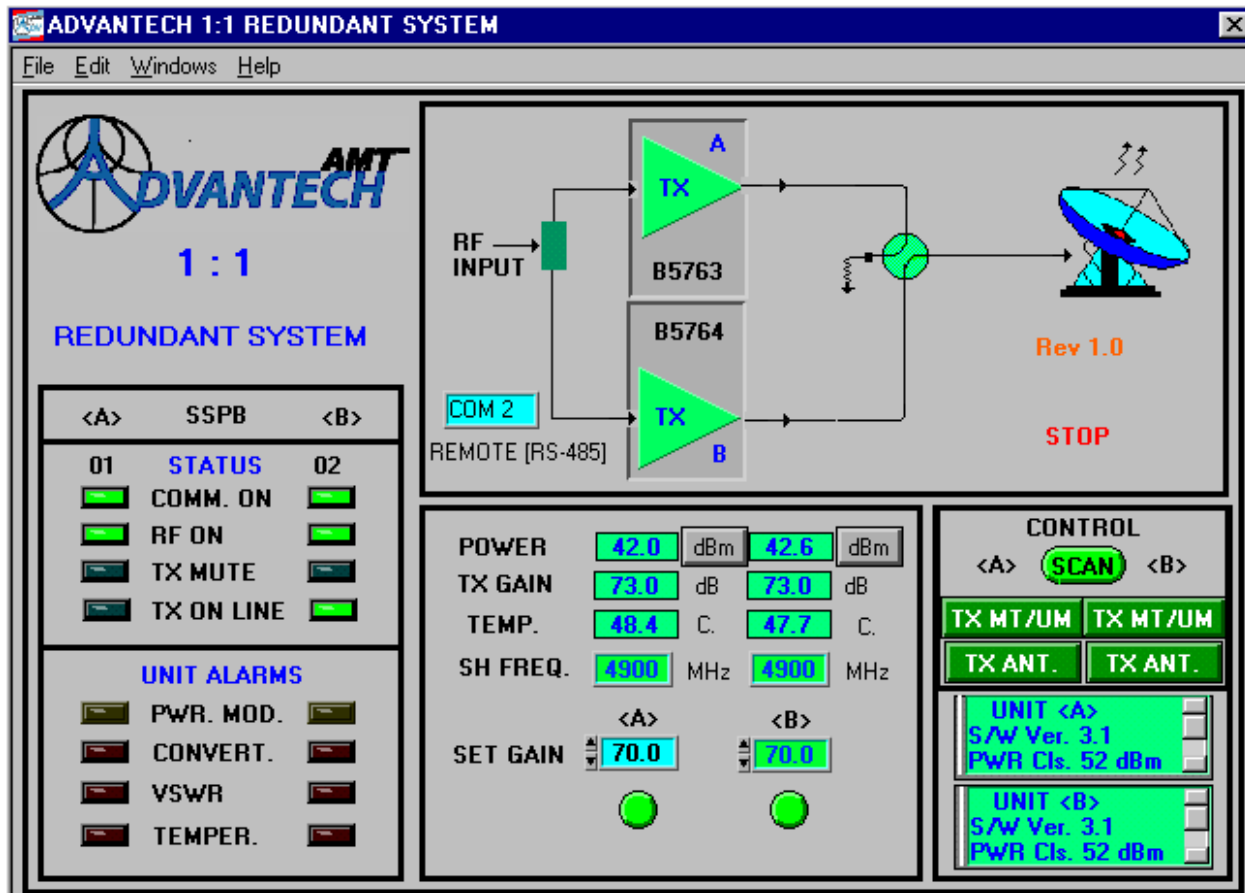 ADVANTECH 1:1 REDUNDANT SYSTEM
File Edit Windows Help
ADVANTECH AMT
1 : 1
REDUNDANT SYSTEM
A
TX
RF INPUT
B5763
B5764
TX
B
COM 2
REMOTE [RS-485]
Rev 1.0
STOP
<A> SSPB <B>
01 STATUS 02
COMM. ON
RF ON
TX MUTE
TX ON LINE
UNIT ALARMS
PWR. MOD.
CONVERT.
VSWR
TEMPER.
POWER 42.0 dBm 42.6 dBm
TX GAIN 73.0 dB 73.0 dB
TEMP. 48.4 C. 47.7 C.
SH FREQ. 4900 MHz 4900 MHz
<A> <B>
SET GAIN 70.0 70.0
CONTROL
<A> SCAN <B>
TX MT/UM TX MT/UM
TX ANT. TX ANT.
UNIT <A>
S/W Ver. 3.1
PWR Cls. 52 dBm
UNIT <B>
S/W Ver. 3.1
PWR Cls. 52 dBm